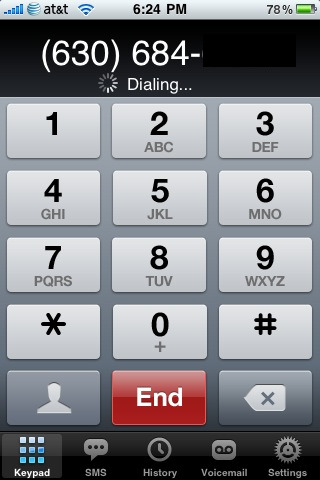 at&t 6:24 PM 78%
(630) 684-
Dialing...
1 2 3
ABC DEF
4 5 6
GHI JKL MNO
7 8 9
PQRS TUV WXYZ
* 0 #
+
End
Keypad SMS History Voicemail Settings